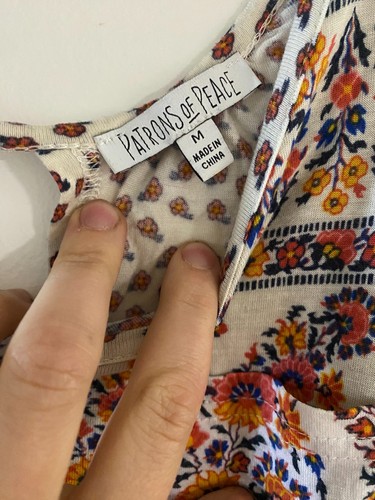 PATRONS OF PEACE
M
MADE IN
CHINA